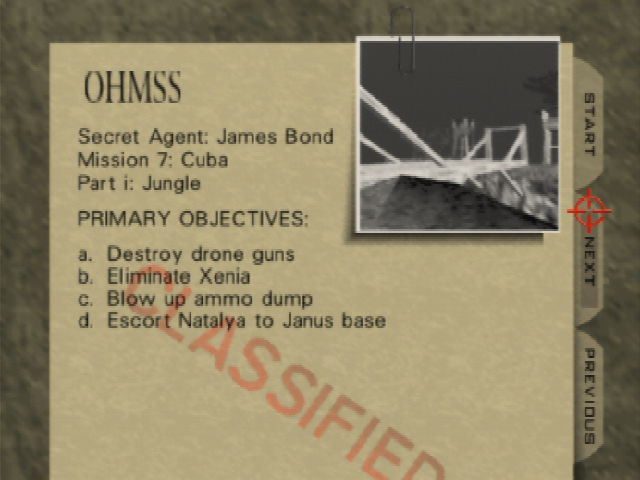 OHMSS
Secret Agent: James Bond
Mission 7: Cuba
Part i: Jungle
PRIMARY OBJECTIVES:
a. Destroy drone guns
b. Eliminate Xenia
c. Blow up ammo dump
d. Escort Natalya to Janus base
CLASSIFIED
START
NEXT
PREVIOUS